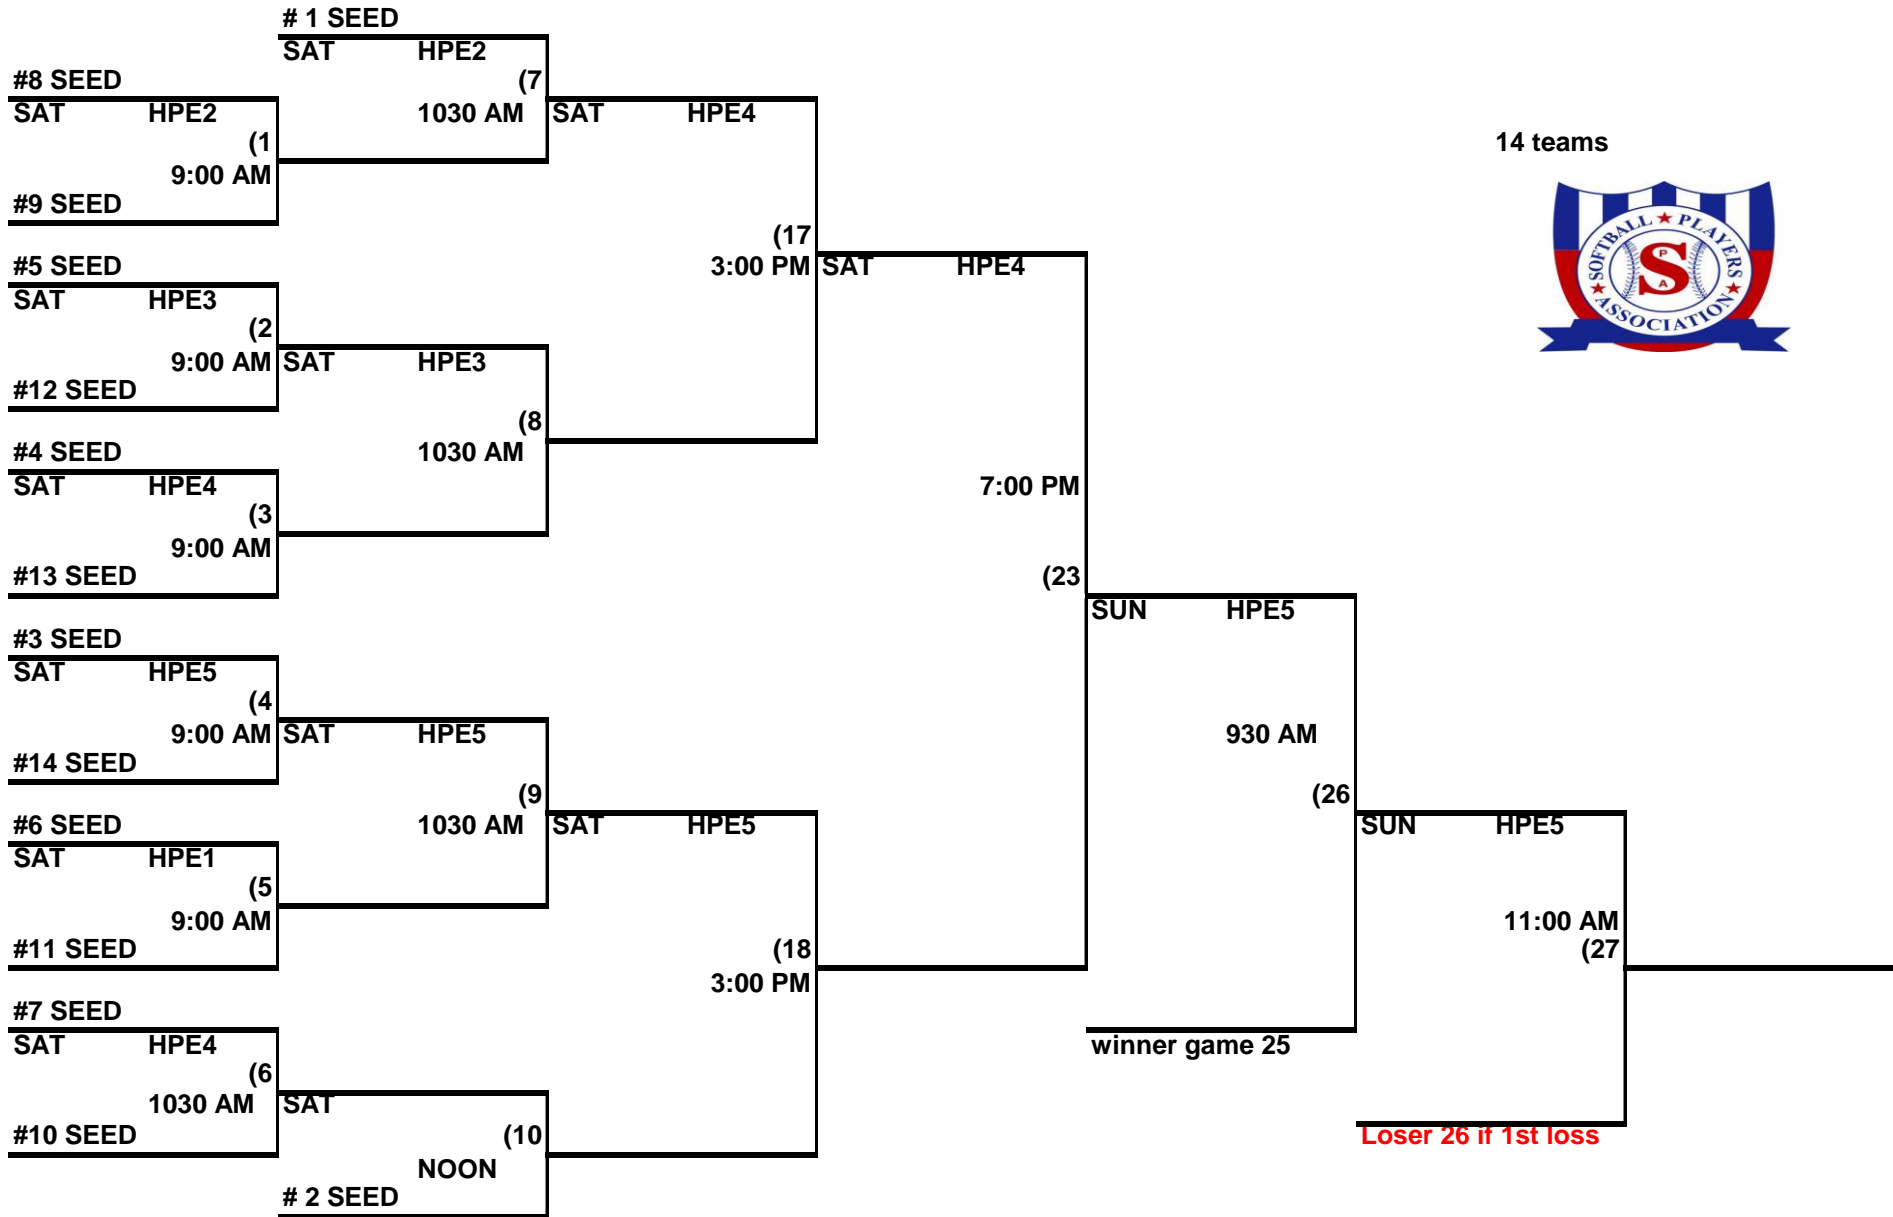 # 1 SEED
SAT HPE2
#8 SEED
(7
SAT HPE2
1030 AM
SAT HPE4
(1
14 teams
9:00 AM
#9 SEED
(17
#5 SEED
3:00 PM
SAT HPE4
SAT HPE3
(2
9:00 AM
SAT HPE3
#12 SEED
(8
#4 SEED
1030 AM
SAT HPE4
7:00 PM
(3
9:00 AM
#13 SEED
(23
SUN HPE5
#3 SEED
SAT HPE5
(4
9:00 AM
SAT HPE5
930 AM
#14 SEED
(9
(26
#6 SEED
1030 AM
SAT HPE5
SUN HPE5
SAT HPE1
(5
9:00 AM
11:00 AM
#11 SEED
(18
(27
3:00 PM
#7 SEED
SAT HPE4
winner game 25
(6
1030 AM
SAT
#10 SEED
(10
Loser 26 if 1st loss
NOON
# 2 SEED
SOFTBALL ★ PLAYERS
★ ASSOCIATION ★
P
S
A